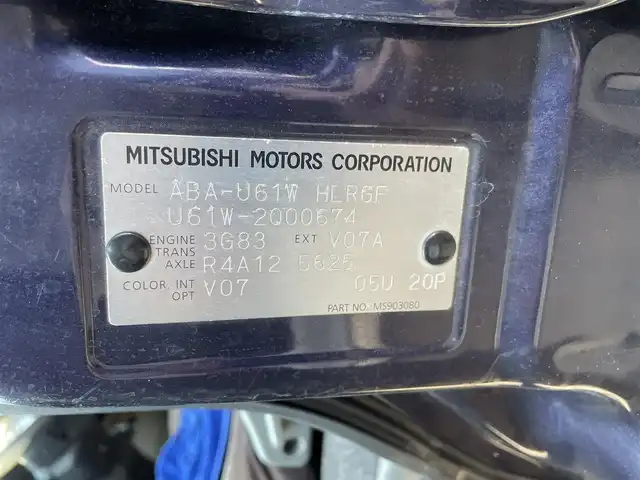 MITSUBISHI MOTORS CORPORATION
MODEL ABA-U61W HLR6F
U61W-2000674
ENGINE 3G83 EXT V07A
TRANS AXLE R4A12 5625
COLOR, INT OPT V07 05U 20P
PART NO. MS903080